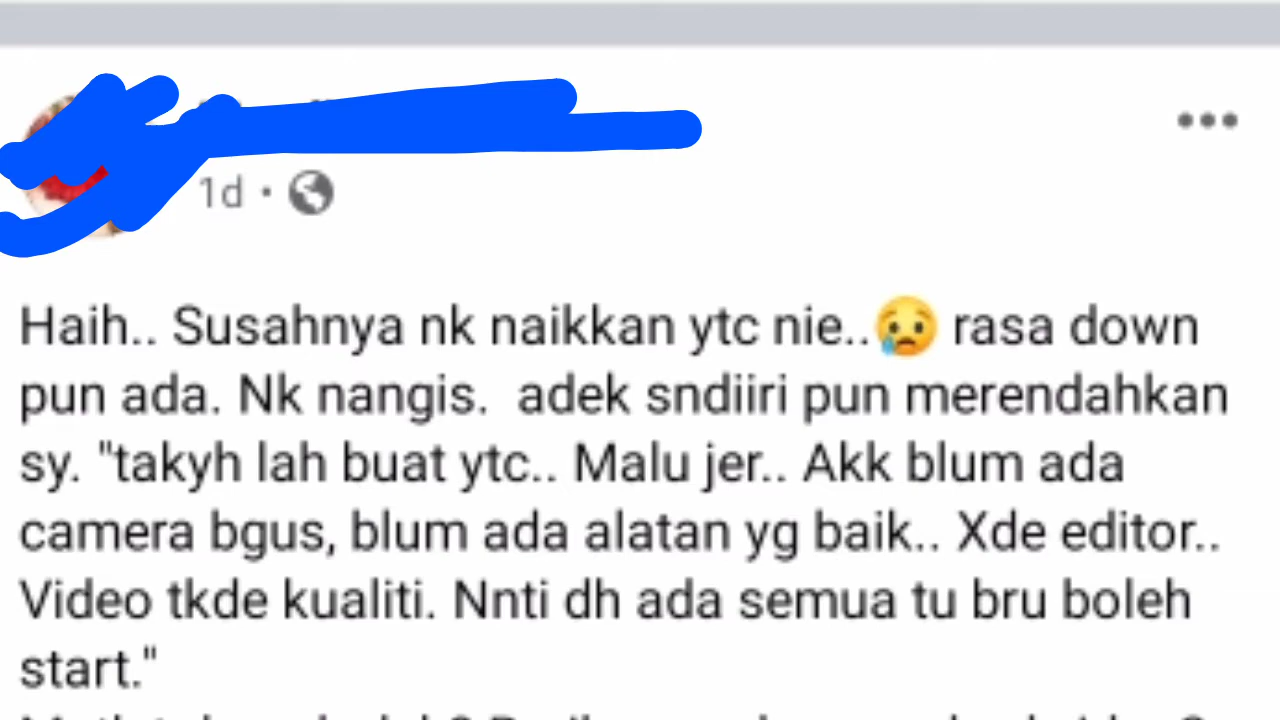 1d ·
Haih.. Susahnya nk naikkan ytc nie..😢 rasa down
pun ada. Nk nangis. adek sndiiri pun merendahkan
sy. "takyh lah buat ytc.. Malu jer.. Akk blum ada
camera bgus, blum ada alatan yg baik.. Xde editor..
Video tkde kualiti. Nnti dh ada semua tu bru boleh
start."